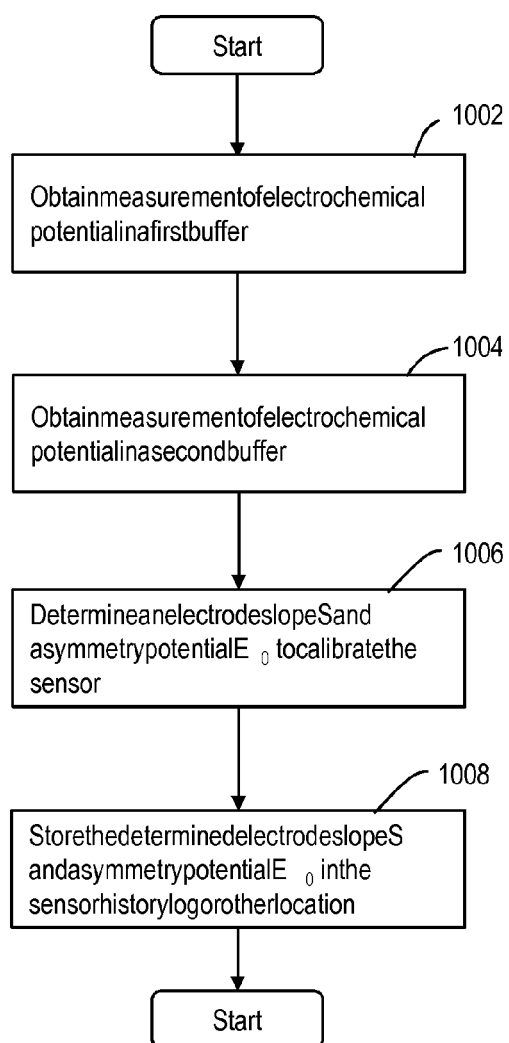 Start
1002
Obtainmeasurementofelectrochemical
potentialinafirstbuffer
1004
Obtainmeasurementofelectrochemical
potentialinasecondbuffer
1006
DetermineanelectrodeslopeSand
asymmetrypotentialE 0 tocalibratethe
sensor
1008
StorethedeterminedelectrodeslopeS
andasymmetrypotentialE 0 inthe
sensorhistorylogorotherlocation
Start